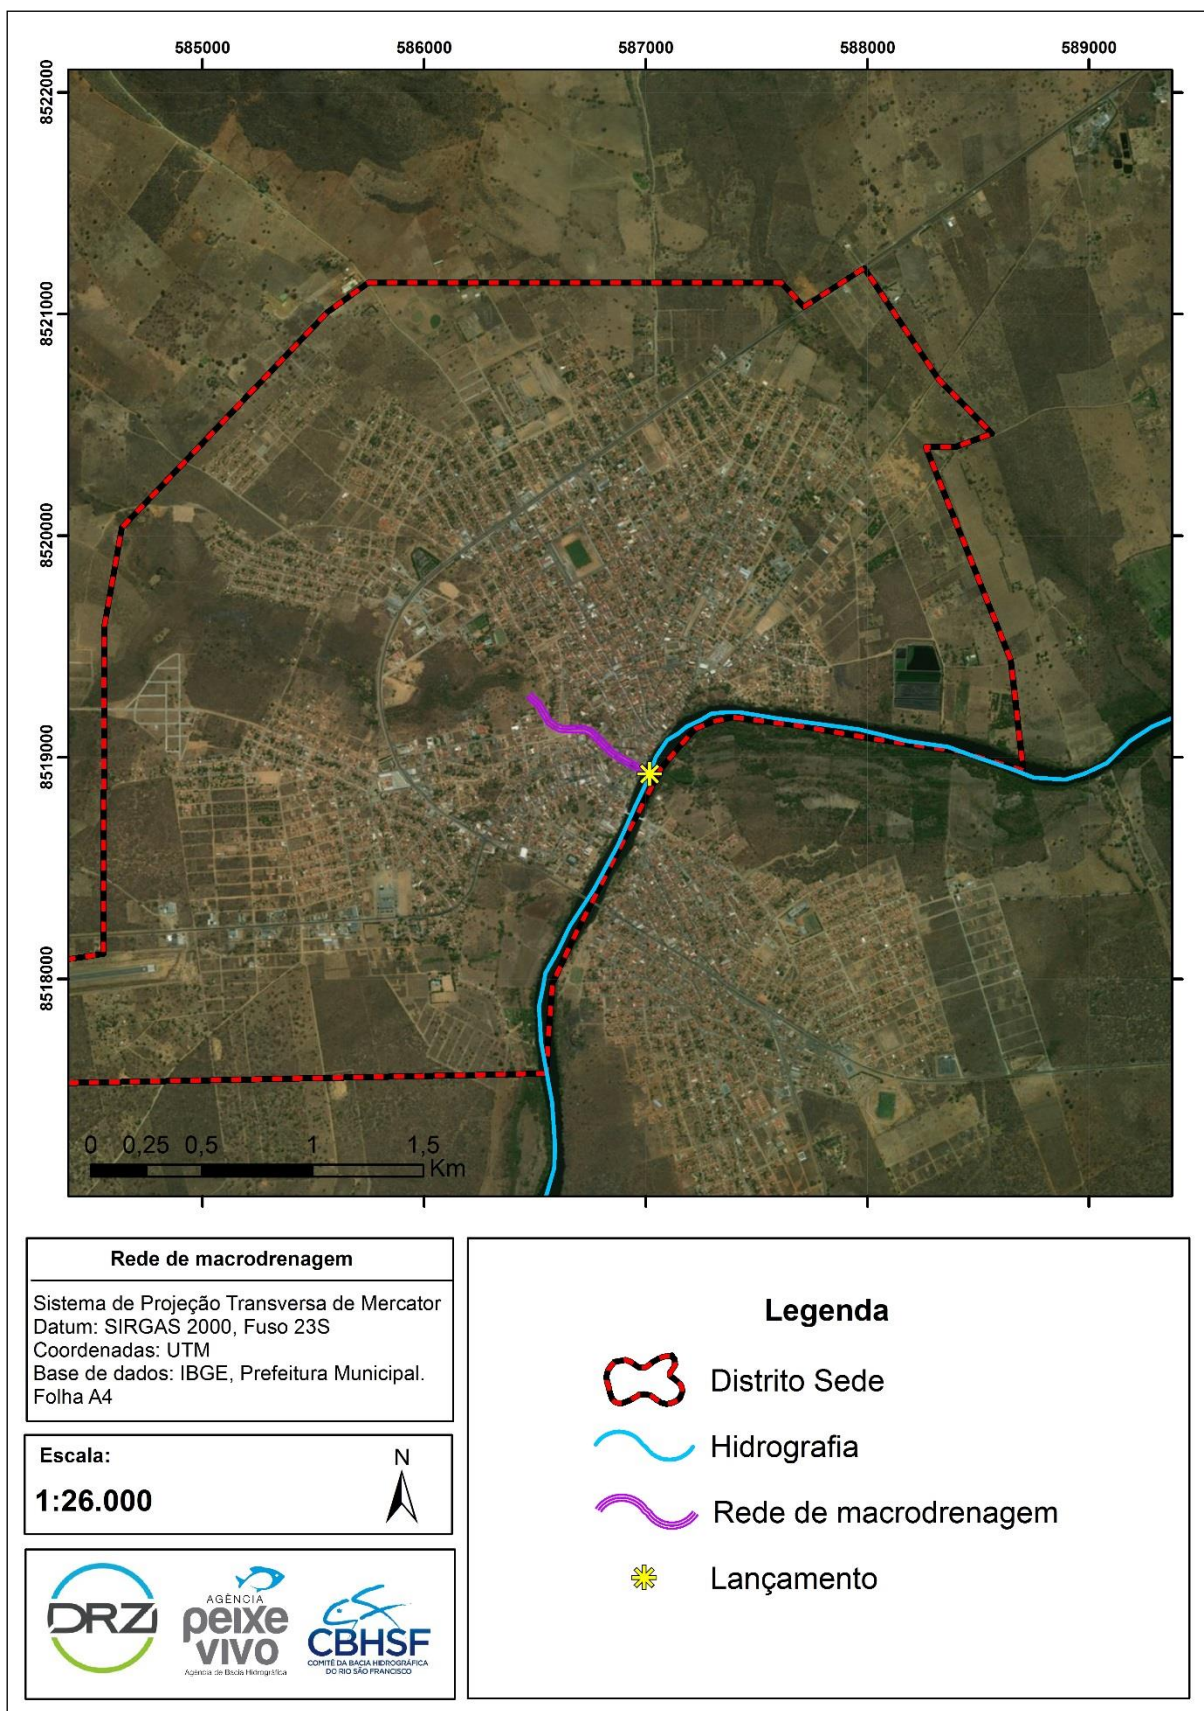 585000 586000 587000 588000 589000
8522000
8521000
8520000
8519000
8518000
0 0,25 0,5 1 1,5
Km
Rede de macrodrenagem
Sistema de Projeção Transversa de Mercator
Datum: SIRGAS 2000, Fuso 23S
Coordenadas: UTM
Base de dados: IBGE, Prefeitura Municipal.
Folha A4
Escala:
N
1:26.000
DRZ
AGÊNCIA
peixe
vivo
Agência de Bacia Hidrográfica
CBHSF
COMITÊ DA BACIA HIDROGRÁFICA
DO RIO SÃO FRANCISCO
Legenda
Distrito Sede
Hidrografia
Rede de macrodrenagem
Lançamento